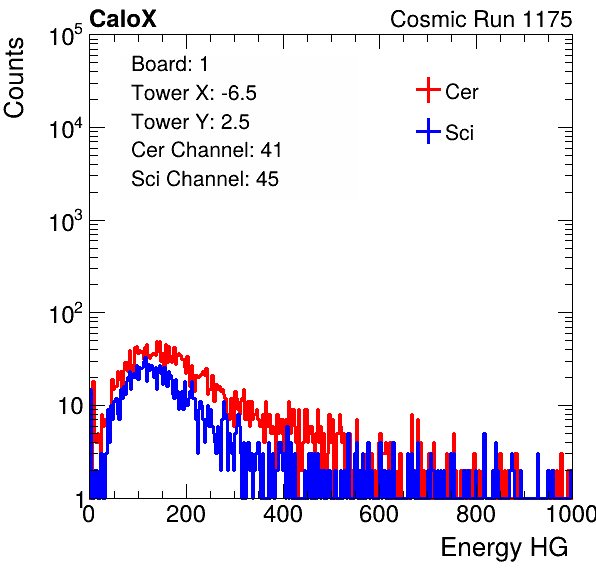 CaloX Cosmic Run 1175
Counts
10^5
10^4
10^3
10^2
10
1
Board: 1
Tower X: -6.5
Tower Y: 2.5
Cer Channel: 41
Sci Channel: 45
Cer
Sci
0 200 400 600 800 1000
Energy HG